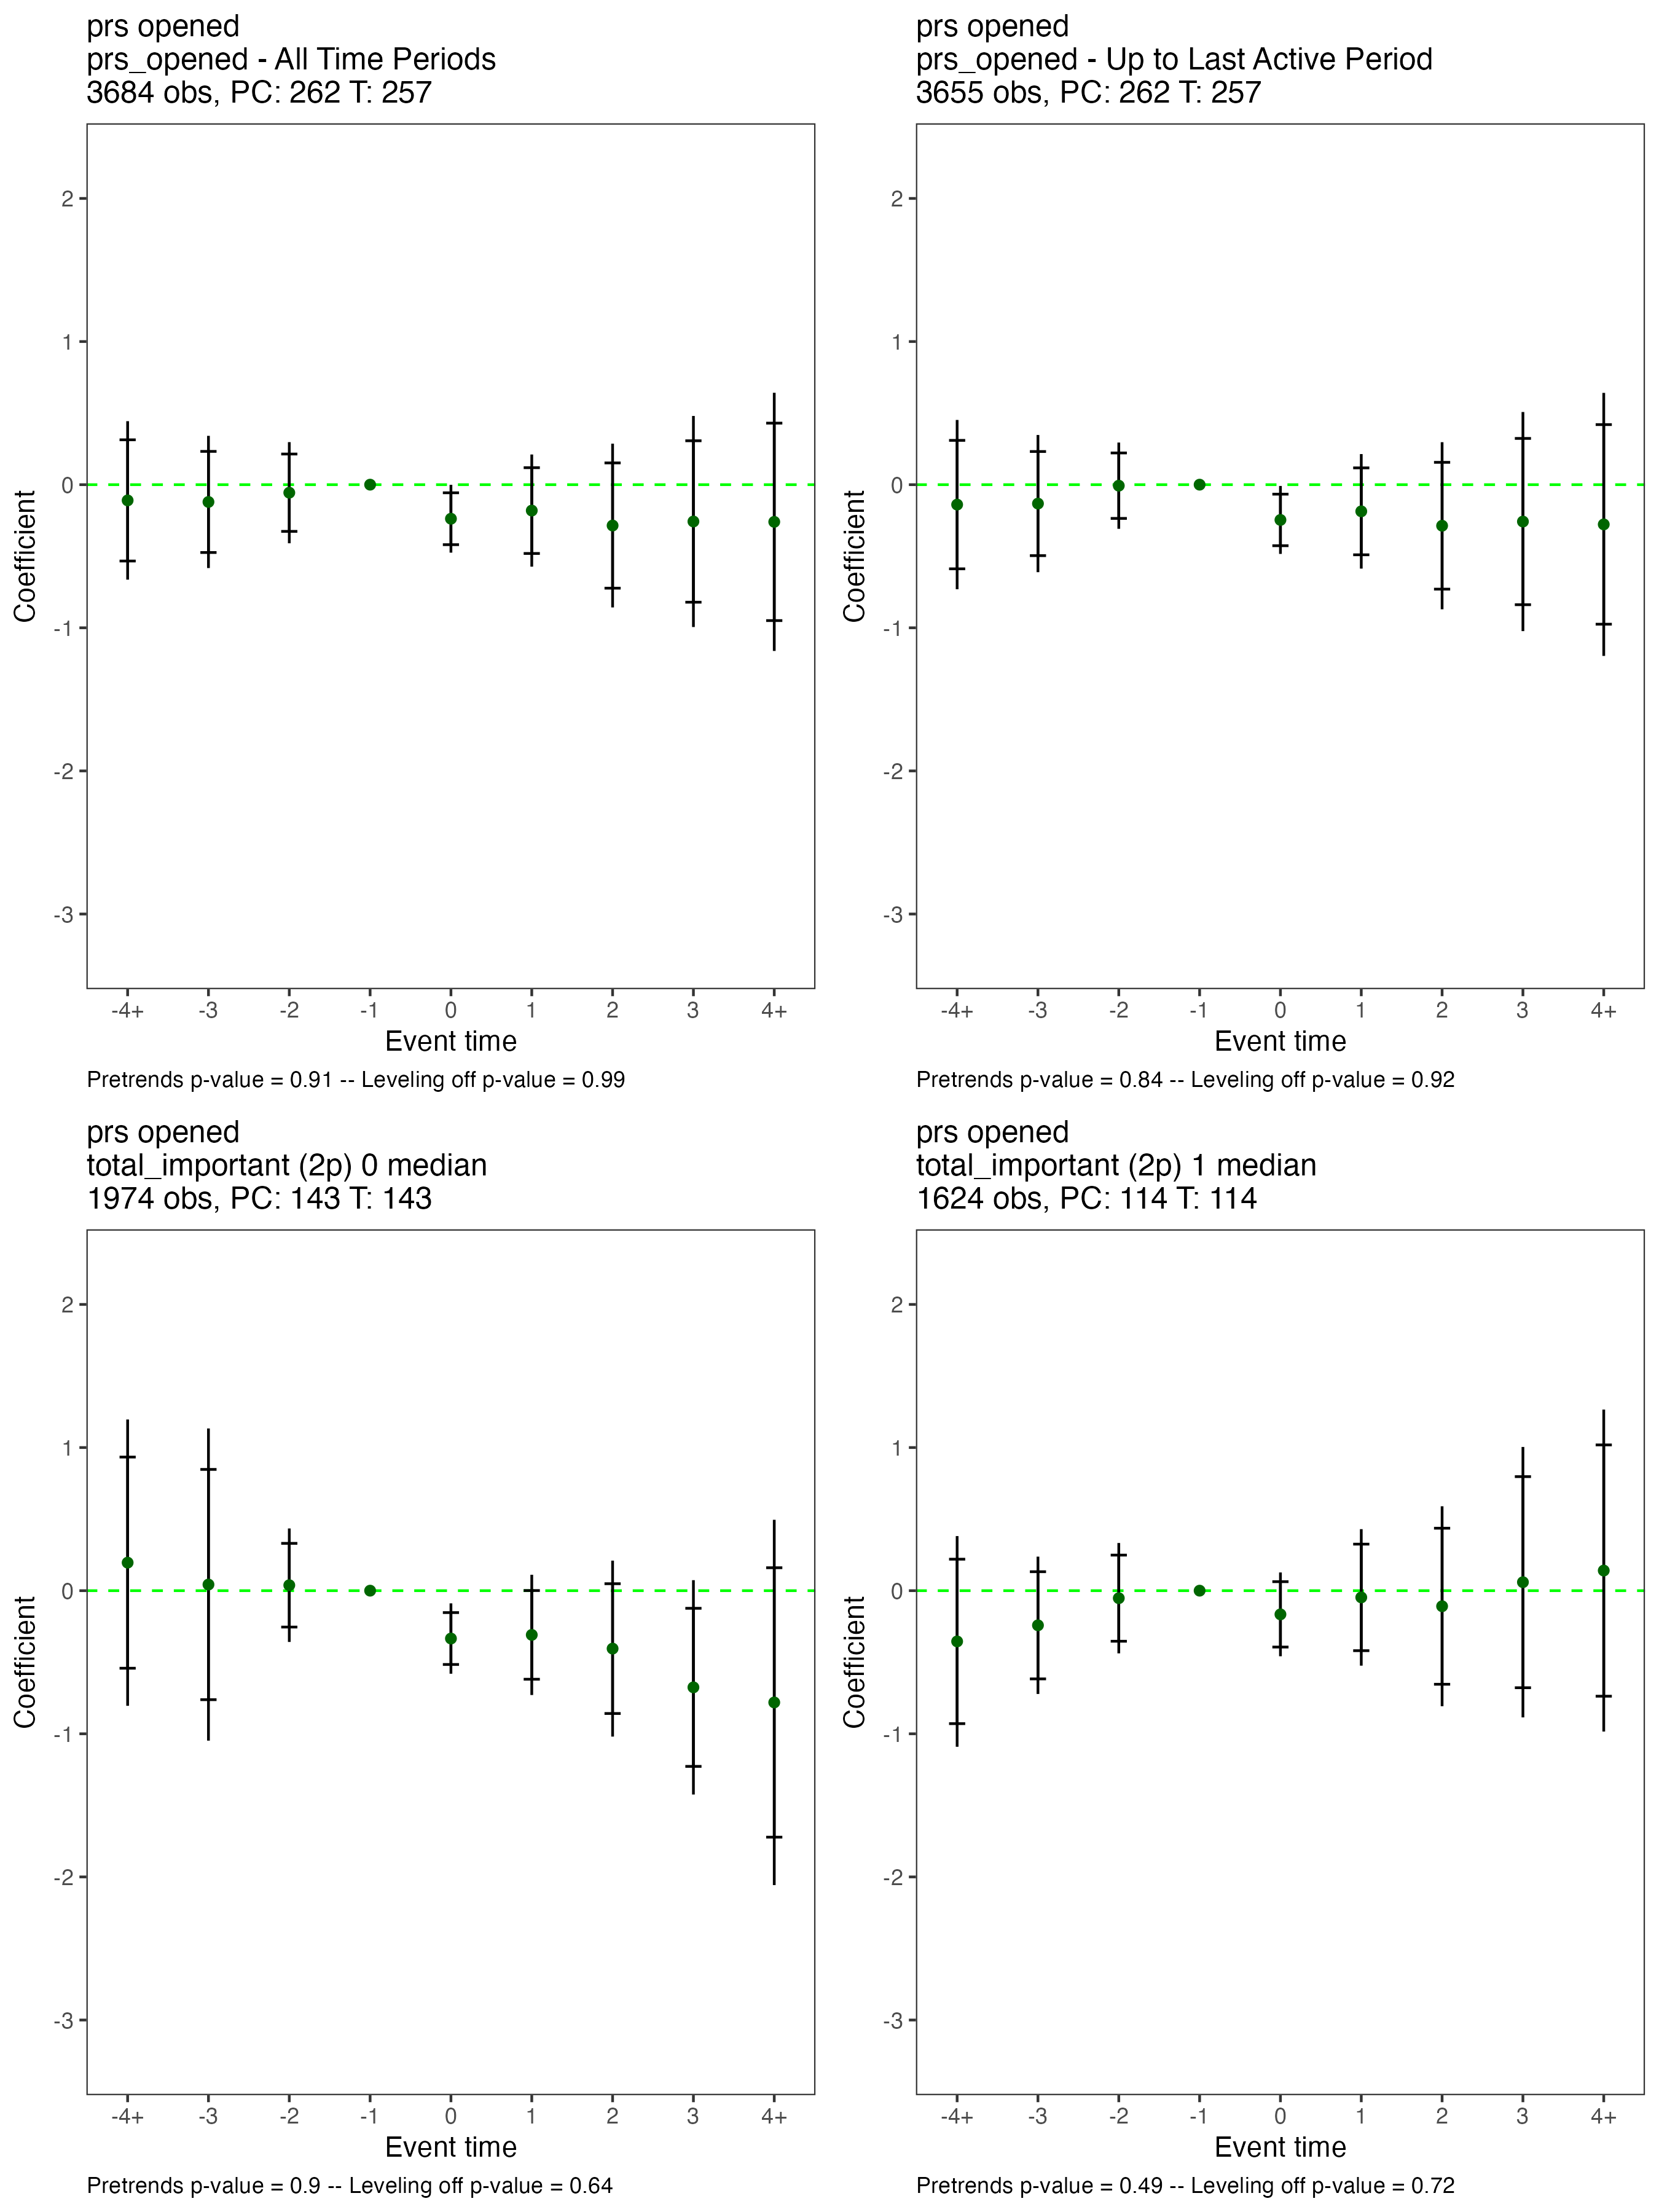 prs opened
prs_opened - All Time Periods
3684 obs, PC: 262 T: 257
2
1
0
-1
-2
-3
Coefficient
-4+ -3 -2 -1 0 1 2 3 4+
Event time
Pretrends p-value = 0.91 -- Leveling off p-value = 0.99
prs opened
prs_opened - Up to Last Active Period
3655 obs, PC: 262 T: 257
2
1
0
-1
-2
-3
Coefficient
-4+ -3 -2 -1 0 1 2 3 4+
Event time
Pretrends p-value = 0.84 -- Leveling off p-value = 0.92
prs opened
total_important (2p) 0 median
1974 obs, PC: 143 T: 143
2
1
0
-1
-2
-3
Coefficient
-4+ -3 -2 -1 0 1 2 3 4+
Event time
Pretrends p-value = 0.9 -- Leveling off p-value = 0.64
prs opened
total_important (2p) 1 median
1624 obs, PC: 114 T: 114
2
1
0
-1
-2
-3
Coefficient
-4+ -3 -2 -1 0 1 2 3 4+
Event time
Pretrends p-value = 0.49 -- Leveling off p-value = 0.72